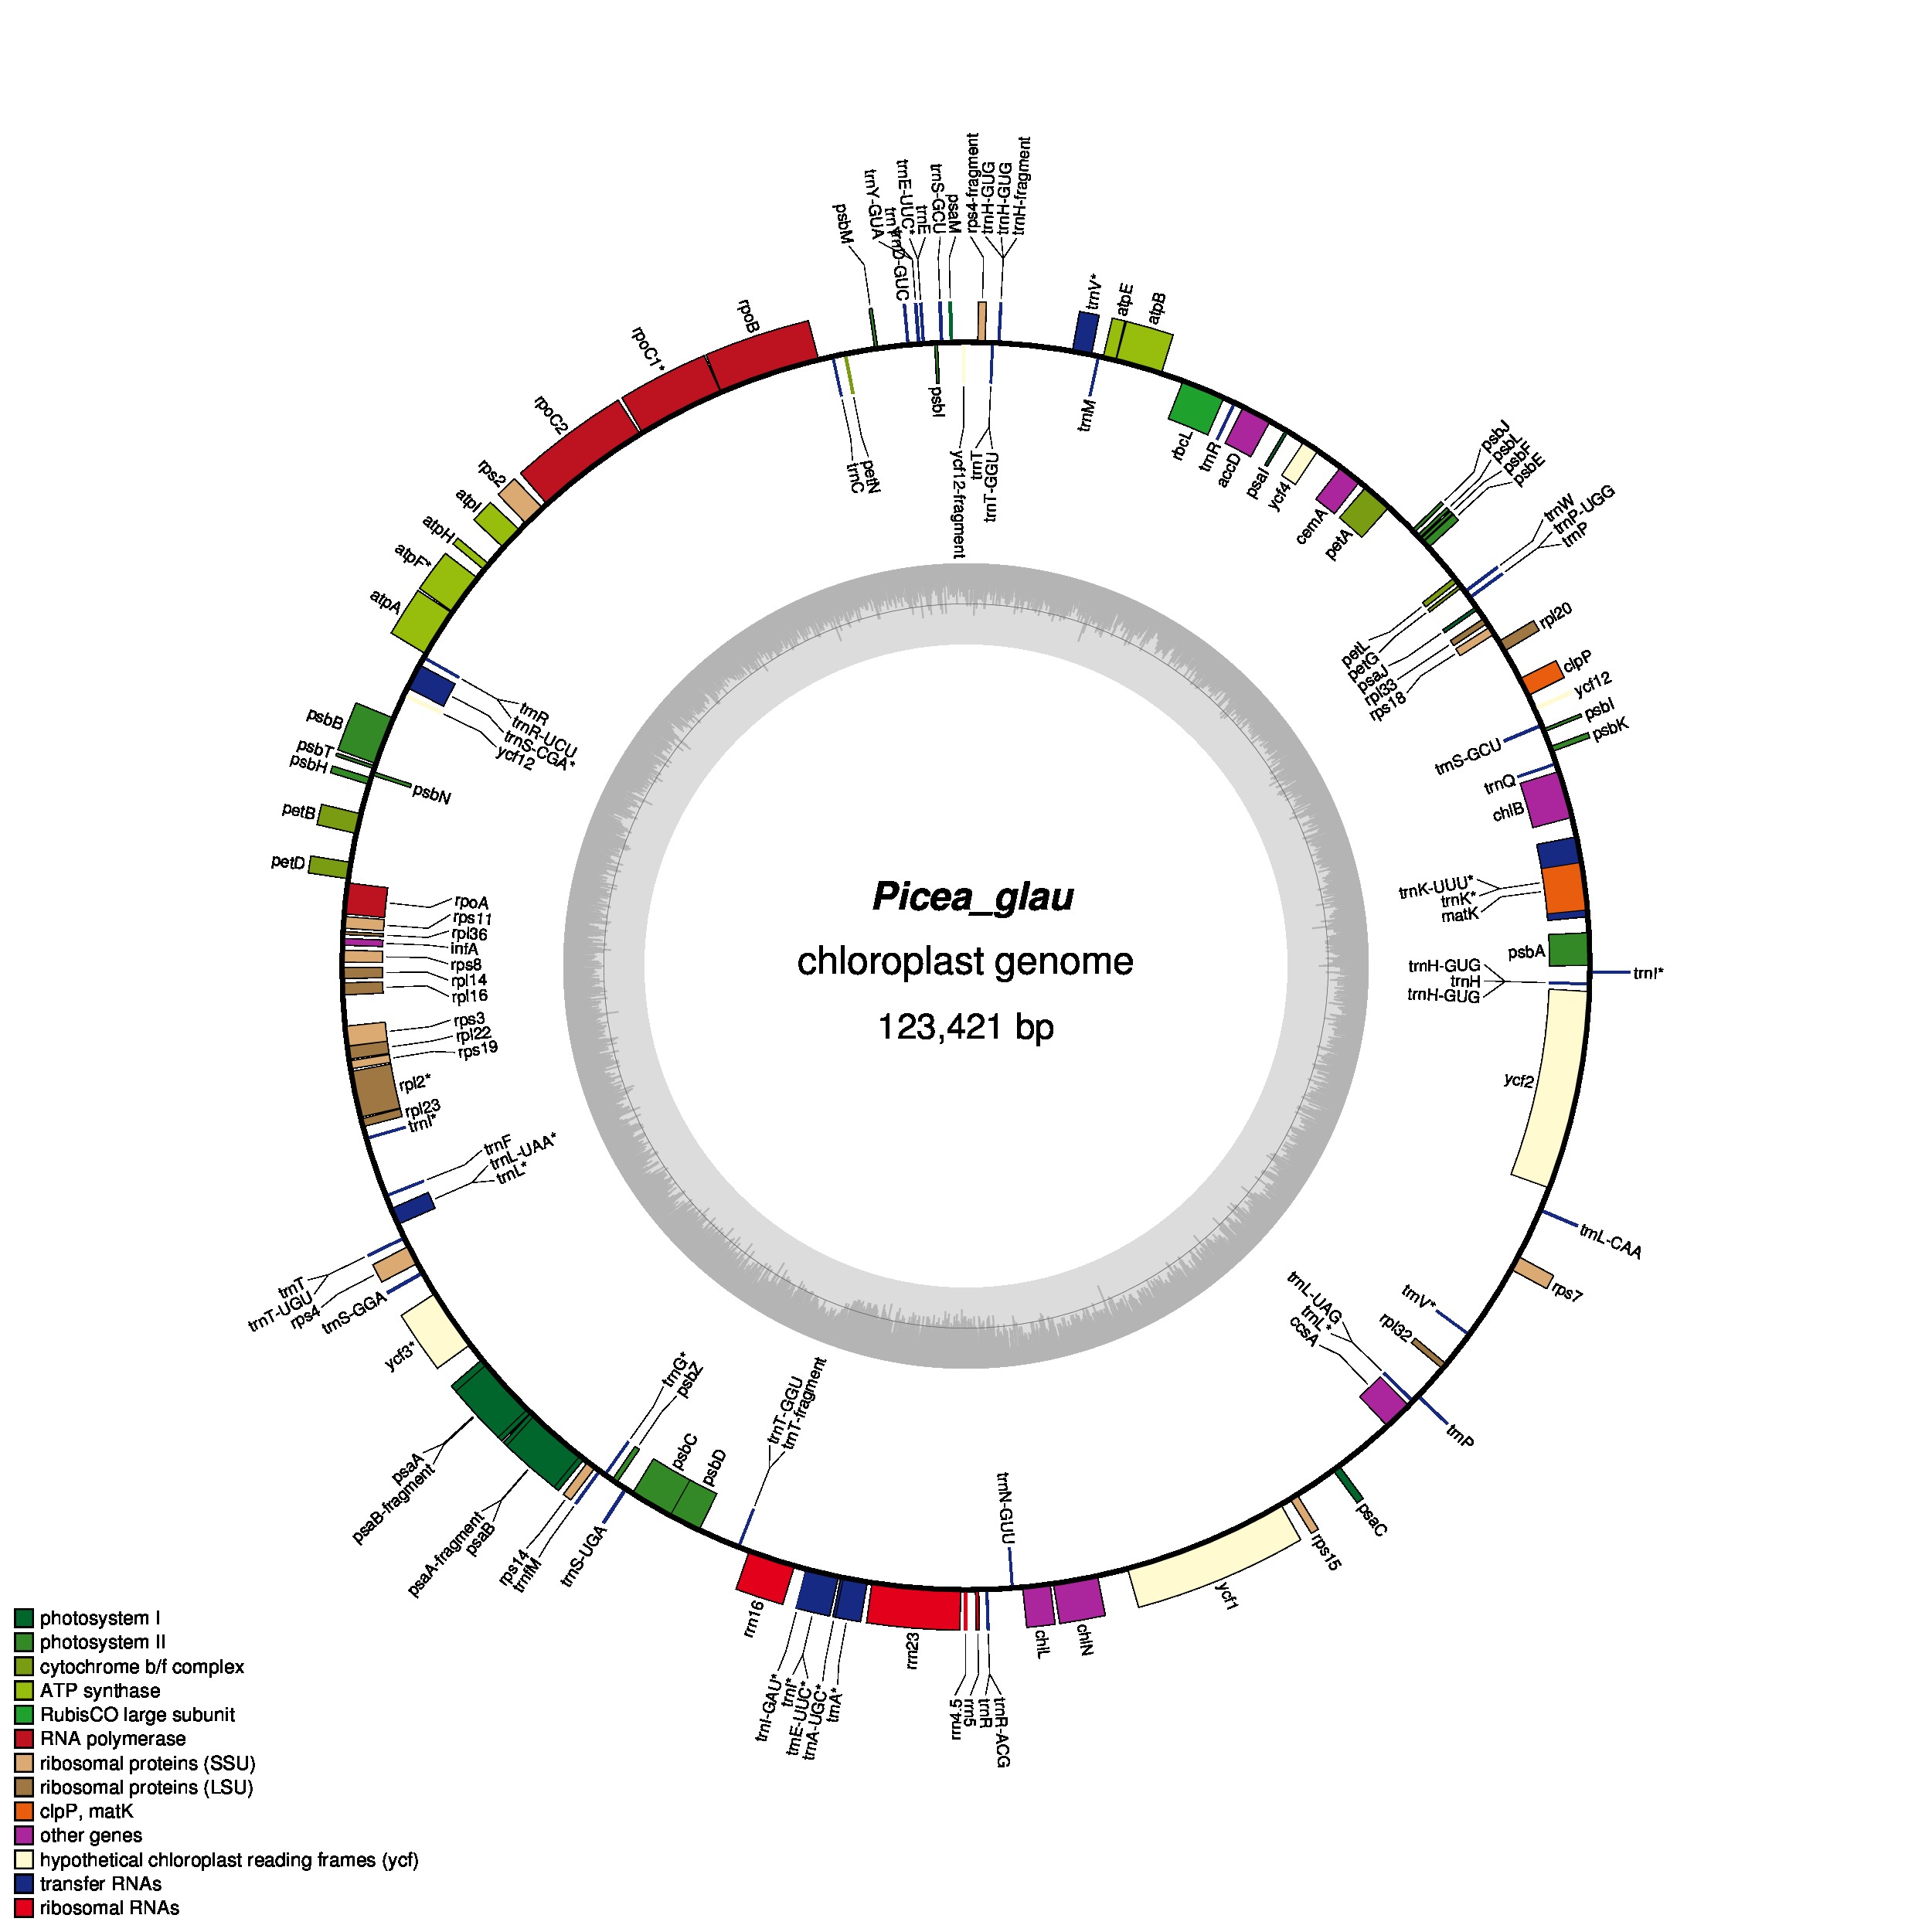 psbM
trnY-GUA
trnT
trnD-GUC
trnE-UUC*
trnE
trnS-GCU
psaM
rps4-fragment
trnH-GUG
trnH-GUG
trnH-fragment
trnV*
atpE
atpB
psbJ
psbL
psbF
psbE
trnW
trnP-UGG
trnP
rpl20
clpP
ycf12
psbI
psbK
trnI*
trnL-CAA
rps7
trnP
psaC
rps15
ycf1
chlN
chlL
trnR-ACG
trnR
rrn5
rrn4.5
rrn23
trnA*
trnA-UGC*
trnE-UUC*
trnI*
trnI-GAU*
rrn16
trnS-UGA
trnfM
rps14
psaB
psaA-fragment
psaB-fragment
psaA
ycf3*
trnS-GGA
rps4
trnT-UGU
trnT
petD
petB
psbH
psbT
psbB
atpA
atpF*
atpH
atpI
rps2
rpoC2
rpoC1*
rpoB
trnC
petN
psbI
ycf12-fragment
trnT
trnT-GGU
trnM
rbcL
trnR
accD
psaI
ycf4
cemA
petA
petL
petG
psaJ
rpl33
rps18
trnS-GCU
trnQ
chlB
trnK-UUU*
trnK*
matK
psbA
trnH-GUG
trnH
trnH-GUG
ycf2
trnV*
rpl32
trnL-UAG
trnL*
ccsA
trnN-GUU
trnT-fragment
trnT-GGU
psbD
psbC
psbZ
trnG*
trnL*
trnL-UAA*
trnF
trnI*
rpl23
rpl2*
rps19
rpl22
rps3
rpl16
rpl14
rps8
infA
rpl36
rps11
rpoA
psbN
ycf12
trnS-CGA*
trnR-UCU
trnR
Picea_glau
chloroplast genome
123,421 bp
photosystem I
photosystem II
cytochrome b/f complex
ATP synthase
RubisCO large subunit
RNA polymerase
ribosomal proteins (SSU)
ribosomal proteins (LSU)
clpP, matK
other genes
hypothetical chloroplast reading frames (ycf)
transfer RNAs
ribosomal RNAs